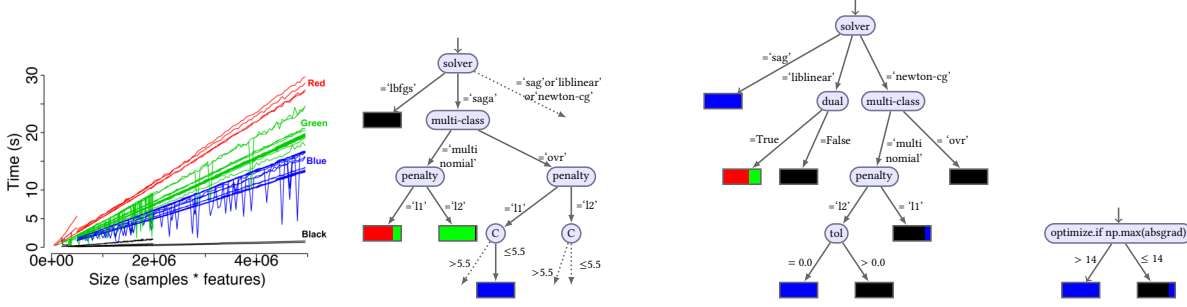 Time (s)
30
20
15
10
5
0
0e+00
2e+06
4e+06
Size (samples * features)
Red
Green
Blue
Black
solver
=‘lbfgs’
=‘saga’
=‘sag’or‘liblinear’
or‘newton-cg’
multi-class
=‘multi
nomial’
=‘ovr’
penalty
penalty
=‘l1’
=‘l2’
=‘l1’
=‘l2’
C
C
>5.5
≤5.5
>5.5
≤5.5
solver
=‘sag’
=‘liblinear’
=‘newton-cg’
dual
multi-class
=True
=False
=‘multi
nomial’
=‘ovr’
penalty
=‘l2’
=‘l1’
tol
= 0.0
> 0.0
optimize.if np.max(absgrad)
> 14
≤ 14